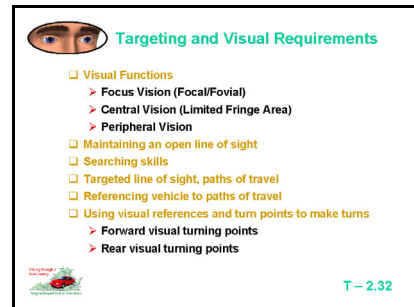 Targeting and Visual Requirements
Visual Functions
Focus Vision (Focal/Fovial)
Central Vision (Limited Fringe Area)
Peripheral Vision
Maintaining an open line of sight
Searching skills
Targeted line of sight, paths of travel
Referencing vehicle to paths of travel
Using visual references and turn points to make turns
Forward visual turning points
Rear visual turning points
T – 2.32